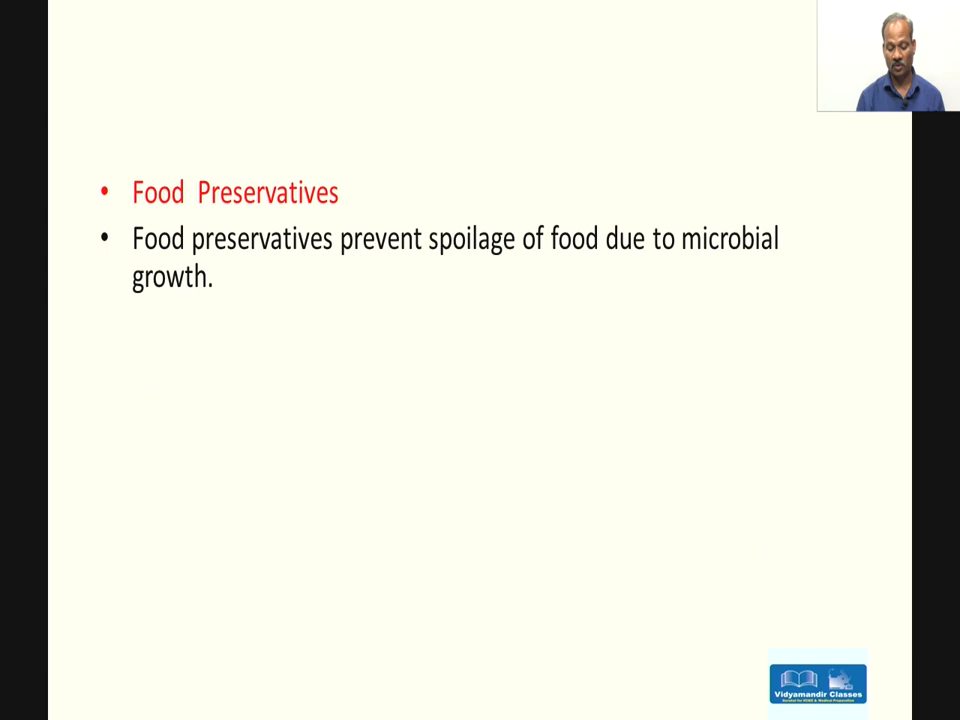 • Food Preservatives
• Food preservatives prevent spoilage of food due to microbial
growth.
Vidyamandir Classes